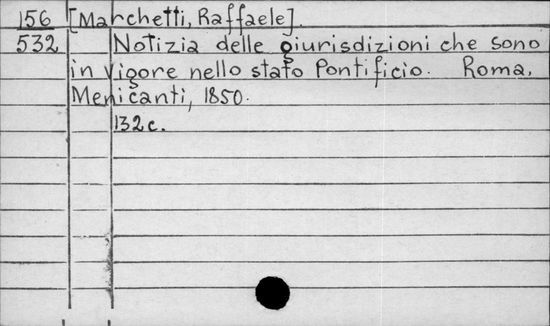 156 [Marchetti, Raffaele].
532 Notizia delle giurisdizioni che sono
in vigore nello stato Pontificio. Roma,
Menicanti, 1850.
132 c.